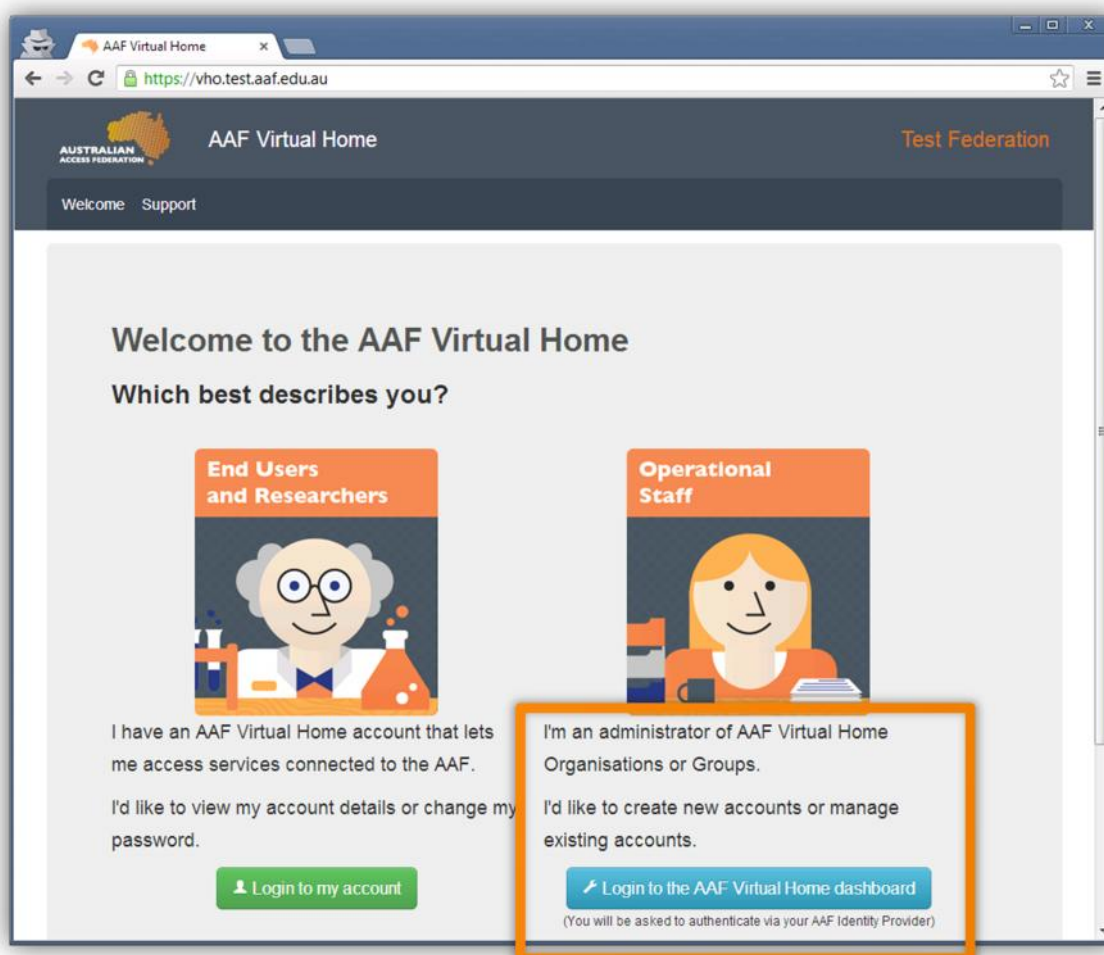 AAF Virtual Home
https://vho.test.aaf.edu.au
AUSTRALIAN
ACCESS FEDERATION
AAF Virtual Home
Test Federation
Welcome Support
Welcome to the AAF Virtual Home
Which best describes you?
End Users
and Researchers
I have an AAF Virtual Home account that lets
me access services connected to the AAF.
I'd like to view my account details or change my
password.
Login to my account
Operational
Staff
I'm an administrator of AAF Virtual Home
Organisations or Groups.
I'd like to create new accounts or manage
existing accounts.
Login to the AAF Virtual Home dashboard
(You will be asked to authenticate via your AAF Identity Provider)